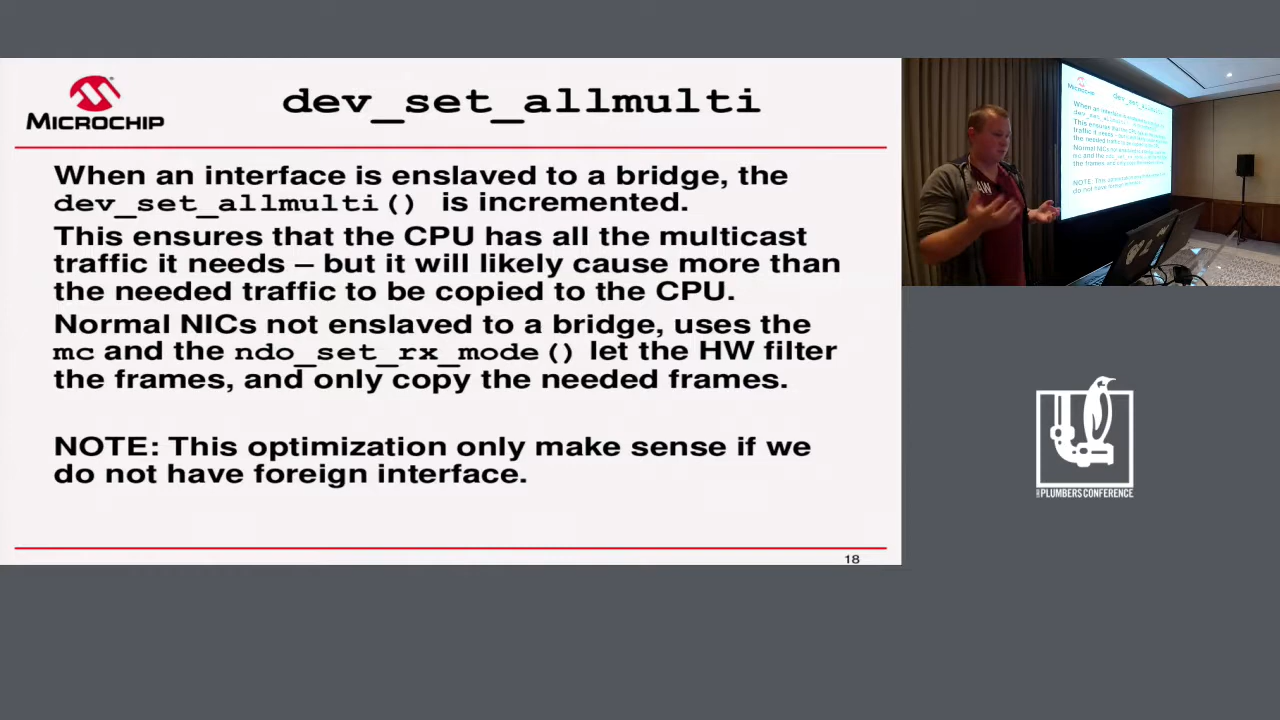 MICROCHIP
dev_set_allmulti
When an interface is enslaved to a bridge, the
dev_set_allmulti() is incremented.
This ensures that the CPU has all the multicast
traffic it needs – but it will likely cause more than
the needed traffic to be copied to the CPU.
Normal NICs not enslaved to a bridge, uses the
mc and the ndo_set_rx_mode() let the HW filter
the frames, and only copy the needed frames.
NOTE: This optimization only make sense if we
do not have foreign interface.
18
PLUMBERS CONFERENCE